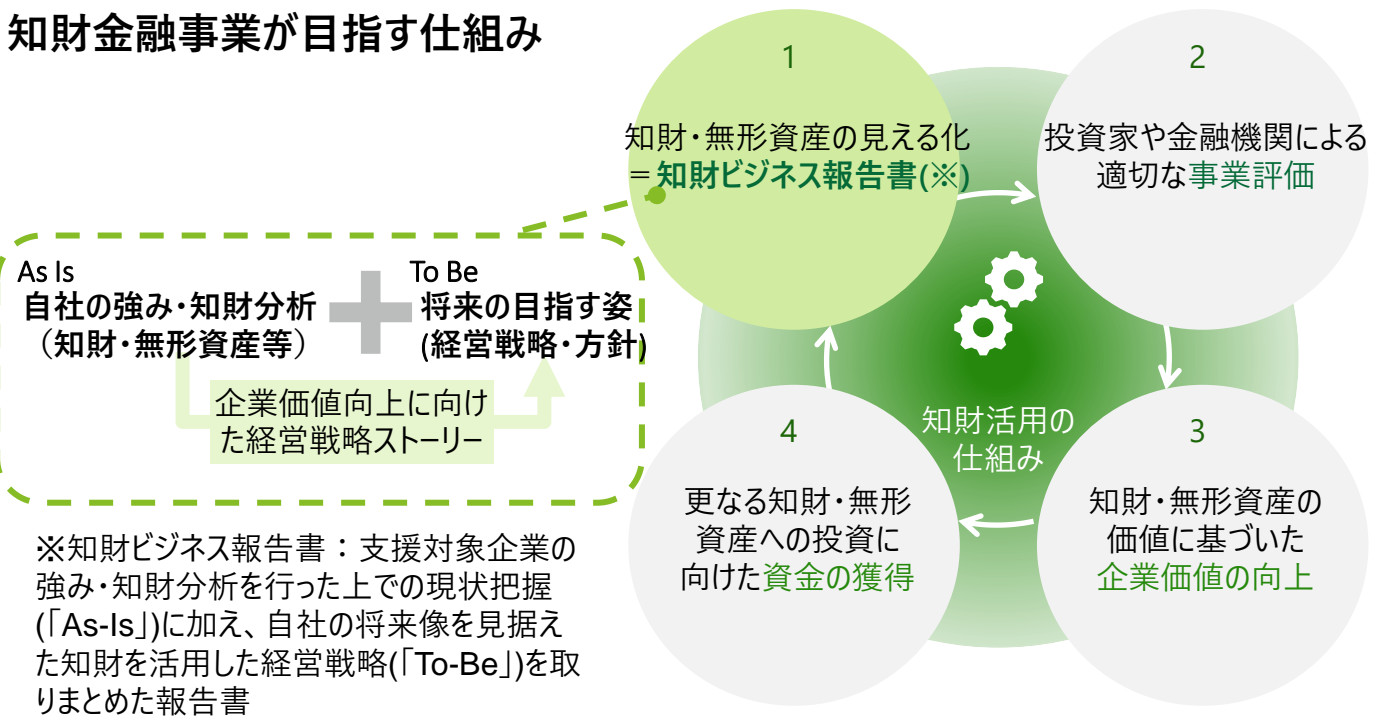 知財金融事業が目指す仕組み
As Is
自社の強み・知財分析
（知財・無形資産等）
To Be
将来の目指す姿
(経営戦略・方針)
企業価値向上に向け
た経営戦略ストーリー
※知財ビジネス報告書：支援対象企業の
強み・知財分析を行った上での現状把握
(「As-Is」)に加え、自社の将来像を見据え
た知財を活用した経営戦略(「To-Be」)を取
りまとめた報告書
1
知財・無形資産の見える化
＝知財ビジネス報告書(※)
2
投資家や金融機関による
適切な事業評価
3
知財・無形資産の
価値に基づいた
企業価値の向上
4
更なる知財・無形
資産への投資に
向けた資金の獲得
知財活用の
仕組み